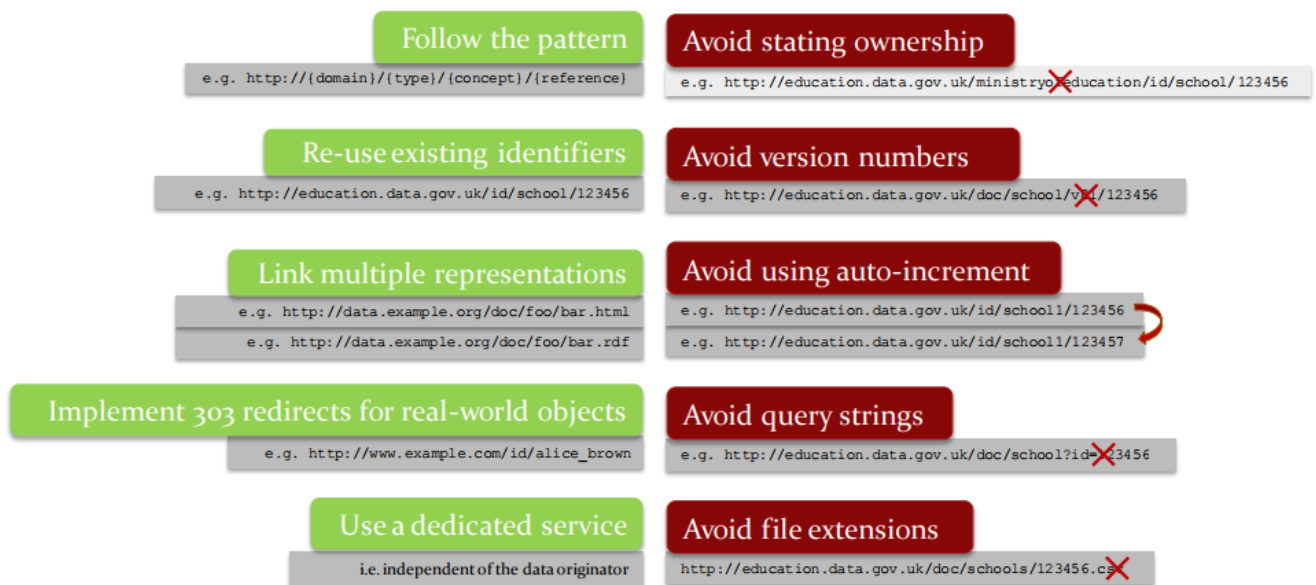 Follow the pattern
e.g. http://{domain}/{type}/{concept}/{reference}
Re-use existing identifiers
e.g. http://education.data.gov.uk/id/school/123456
Link multiple representations
e.g. http://data.example.org/doc/foo/bar.html
e.g. http://data.example.org/doc/foo/bar.rdf
Implement 303 redirects for real-world objects
e.g. http://www.example.com/id/alice_brown
Use a dedicated service
i.e. independent of the data originator
Avoid stating ownership
e.g. http://education.data.gov.uk/ministryofeducation/id/school/123456
Avoid version numbers
e.g. http://education.data.gov.uk/doc/school/v01/123456
Avoid using auto-increment
e.g. http://education.data.gov.uk/id/school1/123456
e.g. http://education.data.gov.uk/id/school1/123457
Avoid query strings
e.g. http://education.data.gov.uk/doc/school?id=123456
Avoid file extensions
http://education.data.gov.uk/doc/schools/123456.csv